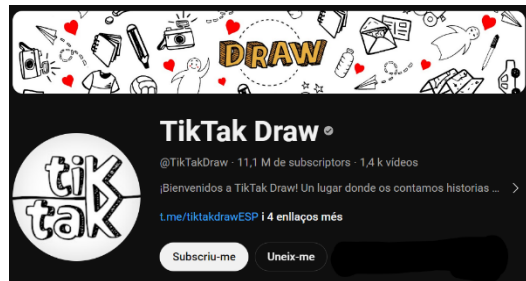 DRAW
TikTak Draw
tik
tak
@TikTakDraw · 11,1 M de subscriptors · 1,4 k vídeos
¡Bienvenidos a TikTak Draw! Un lugar donde os contamos historias ...
t.me/tiktakdrawESP i 4 enllaços més
Subscriu-me
Uneix-me